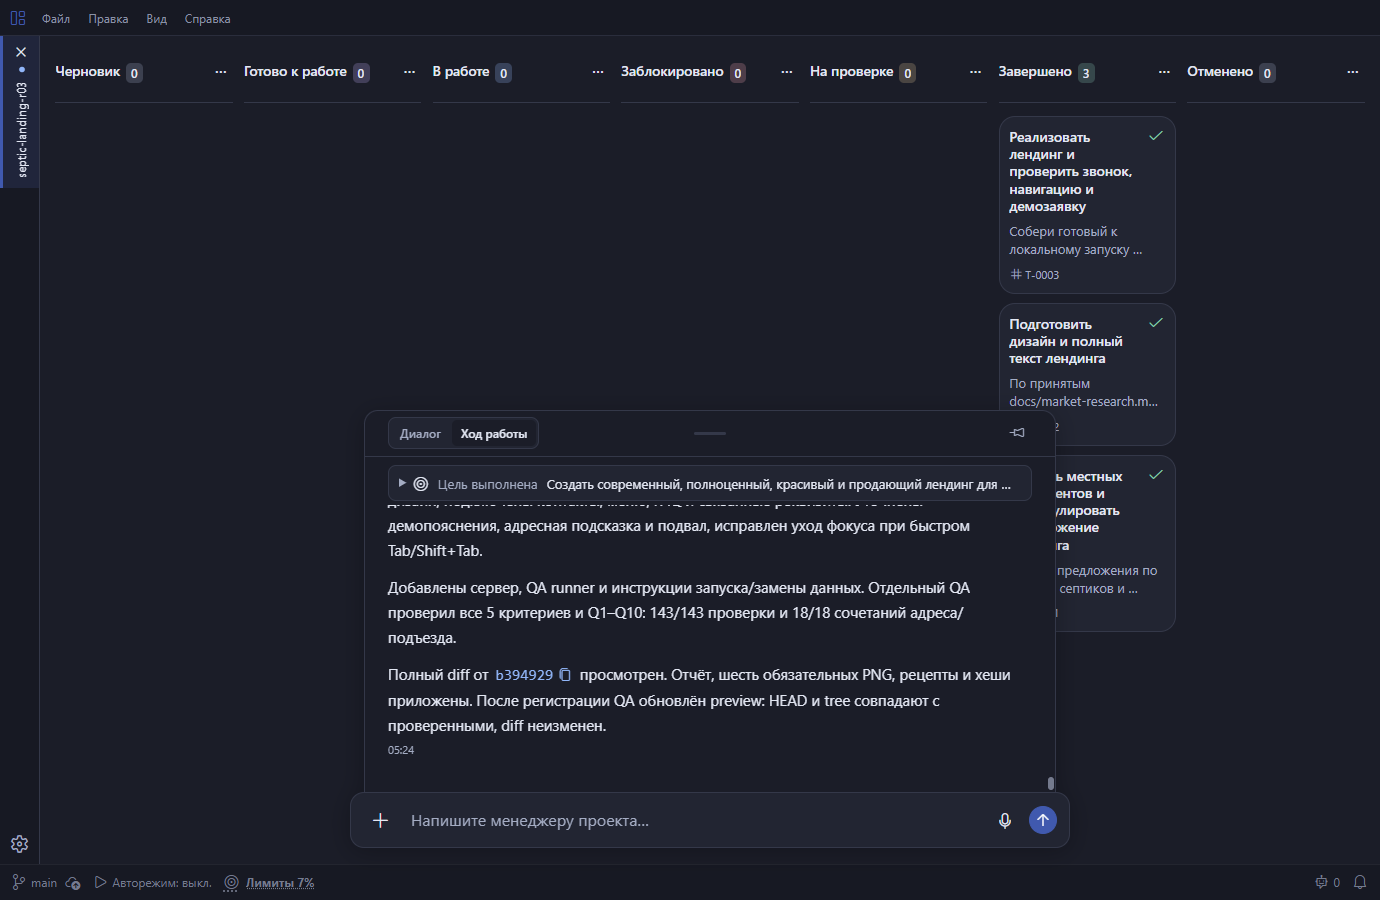 Файл Правка Вид Справка
septic-landing-r03
Черновик 0 ...
Готово к работе 0 ...
В работе 0 ...
Заблокировано 0 ...
На проверке 0 ...
Завершено 3 ...
Отменено 0 ...
Реализовать
лендинг и
проверить звонок,
навигацию и
демозаявку
Собери готовый к
локальному запуску ...
T-0003
Подготовить
дизайн и полный
текст лендинга
По принятым
docs/market-research.m...
2
местных
и
предложения по
септиков и ...
Диалог Ход работы
Цель выполнена Создать современный, полноценный, красивый и продающий лендинг для ...
демопояснения, адресная подсказка и подвал, исправлен уход фокуса при быстром
Tab/Shift+Tab.
Добавлены сервер, QA runner и инструкции запуска/замены данных. Отдельный QA
проверил все 5 критериев и Q1–Q10: 143/143 проверки и 18/18 сочетаний адреса/
подъезда.
Полный diff от b394929 просмотрен. Отчёт, шесть обязательных PNG, рецепты и хеши
приложены. После регистрации QA обновлён preview: HEAD и tree совпадают с
проверенными, diff неизменен.
05:24
Напишите менеджеру проекта...
main Авторежим: выкл. Лимиты 7% 0